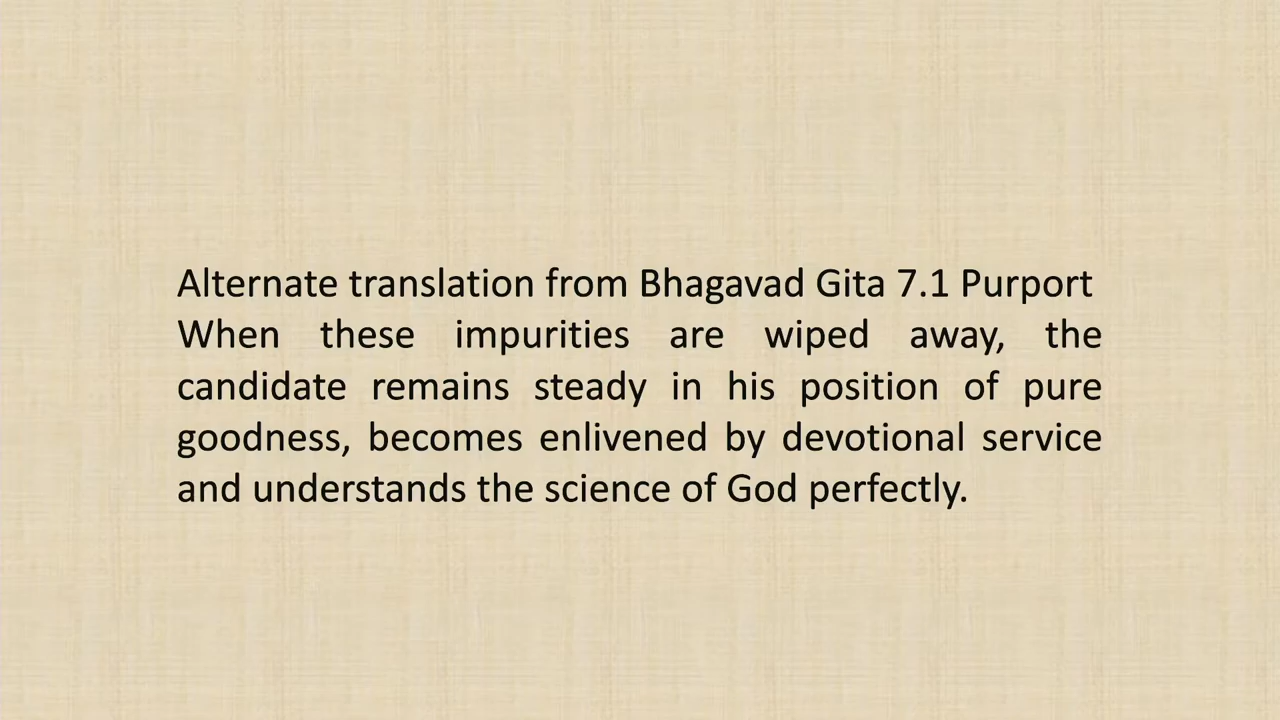 Alternate translation from Bhagavad Gita 7.1 Purport
When these impurities are wiped away, the
candidate remains steady in his position of pure
goodness, becomes enlivened by devotional service
and understands the science of God perfectly.